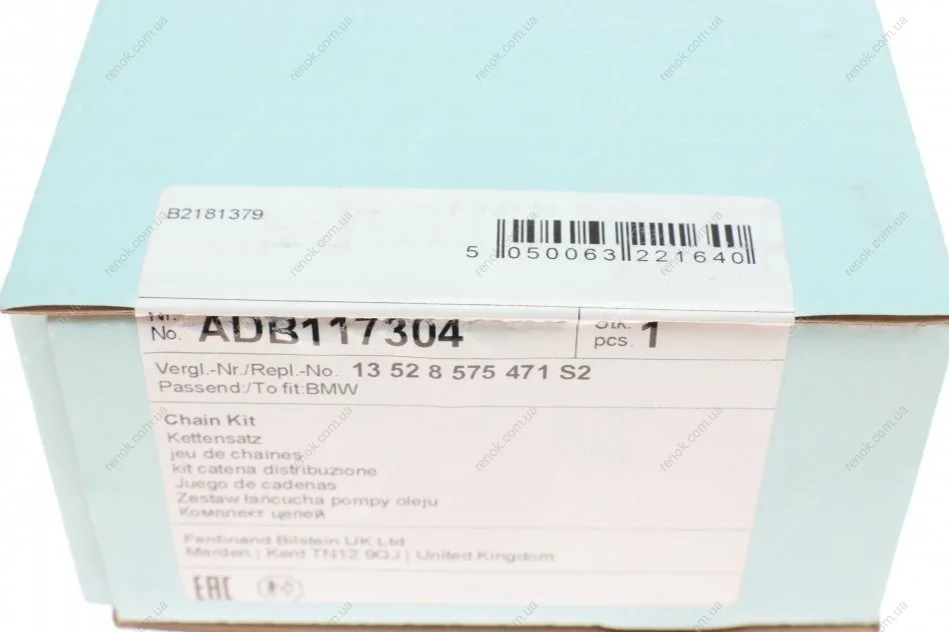 B2181379
5 050063 221640
Nr.
No. ADB117304
Stk.
pcs. 1
Vergl.-Nr./Repl.-No. 13 52 8 575 471 S2
Passend:/To fit:BMW
Chain Kit
Kettensatz
jeu de chaînes
kit catena distribuzione
Juego de cadenas
Zestaw łańcucha pompy oleju
Комплект цепей
Ferdinand Bilstein UK Ltd
Marden | Kent TN12 9QJ | United Kingdom
EAC
renok.com.ua